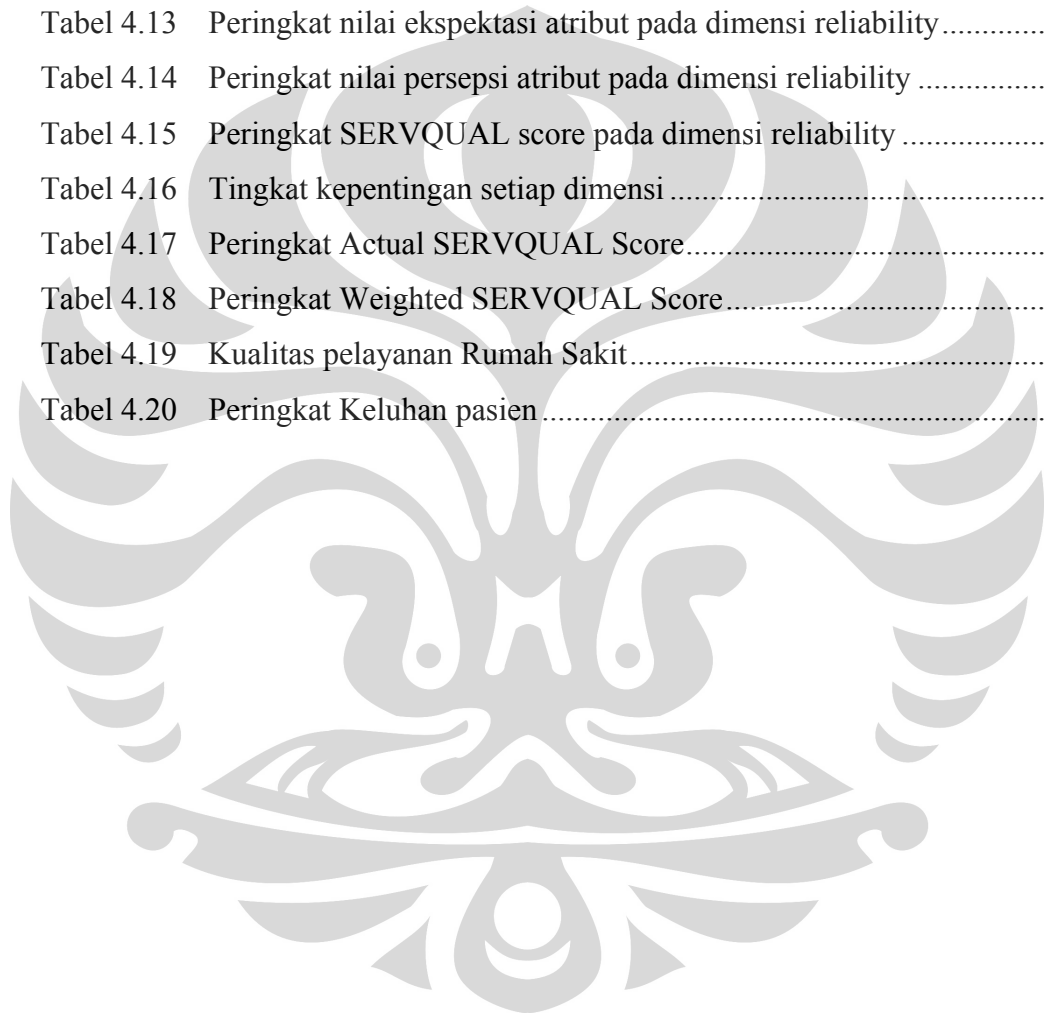 Tabel 4.13 Peringkat nilai ekspektasi atribut pada dimensi reliability.............
Tabel 4.14 Peringkat nilai persepsi atribut pada dimensi reliability ................
Tabel 4.15 Peringkat SERVQUAL score pada dimensi reliability ..................
Tabel 4.16 Tingkat kepentingan setiap dimensi ...............................................
Tabel 4.17 Peringkat Actual SERVQUAL Score.............................................
Tabel 4.18 Peringkat Weighted SERVQUAL Score.......................................
Tabel 4.19 Kualitas pelayanan Rumah Sakit....................................................
Tabel 4.20 Peringkat Keluhan pasien ...............................................................